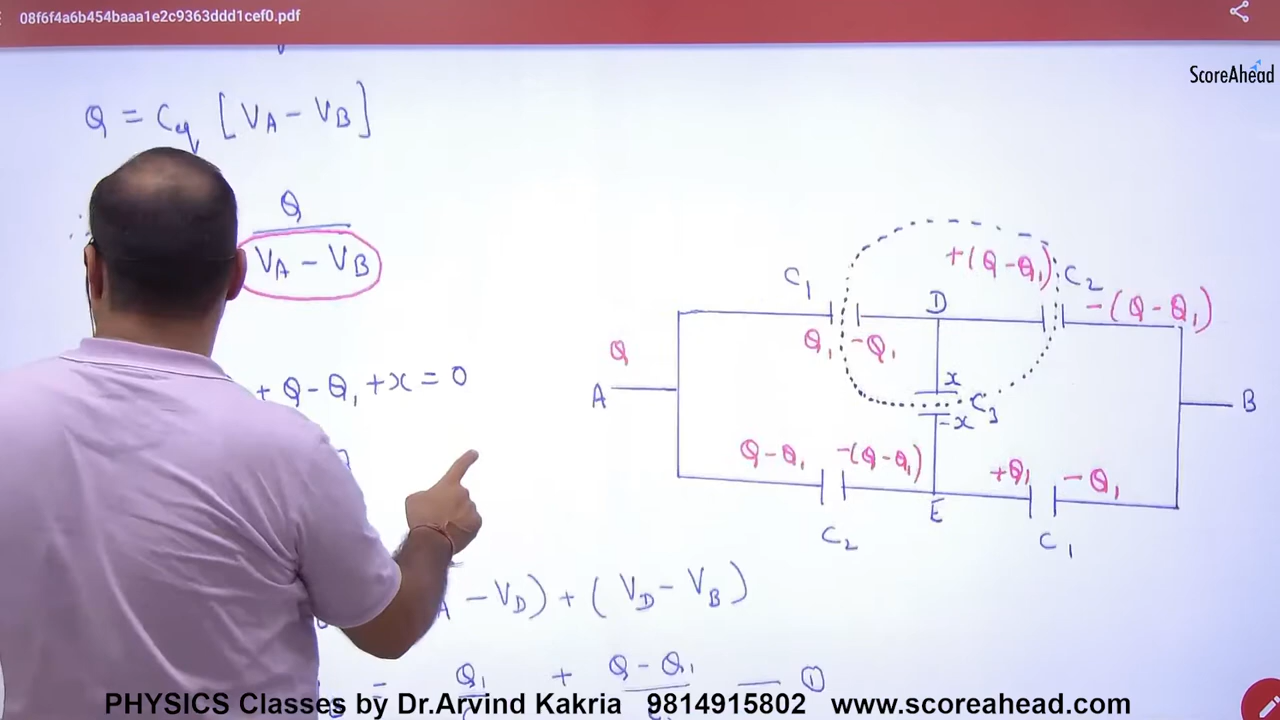 08f6f4a6b454baaa1e2c9363ddd1cef0.pdf
ScoreAhead
Q = Ceq [VA - VB]
Q
VA - VB
+ Q - Q1 + x = 0
- VD) + (VD - VB)
Q1 + Q - Q1 — ①
C1
+(Q - Q1)
C2
-(Q - Q1)
D
Q1
-Q1
Q
A
x
C3
-x
B
Q - Q1
-(Q - Q1)
+Q1
-Q1
E
C2
C1
PHYSICS Classes by Dr.Arvind Kakria 9814915802 www.scoreahead.com